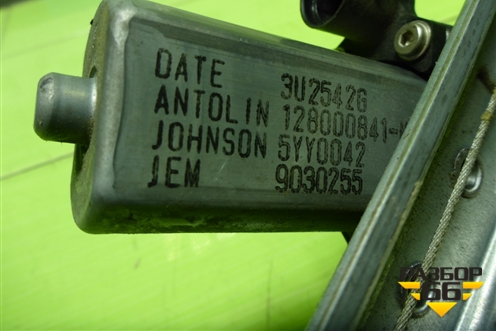 DATE 3U2542G
ANTOLIN 128000841-
JOHNSON 5YY0042
JEM 9030255
РАЗБОР
66